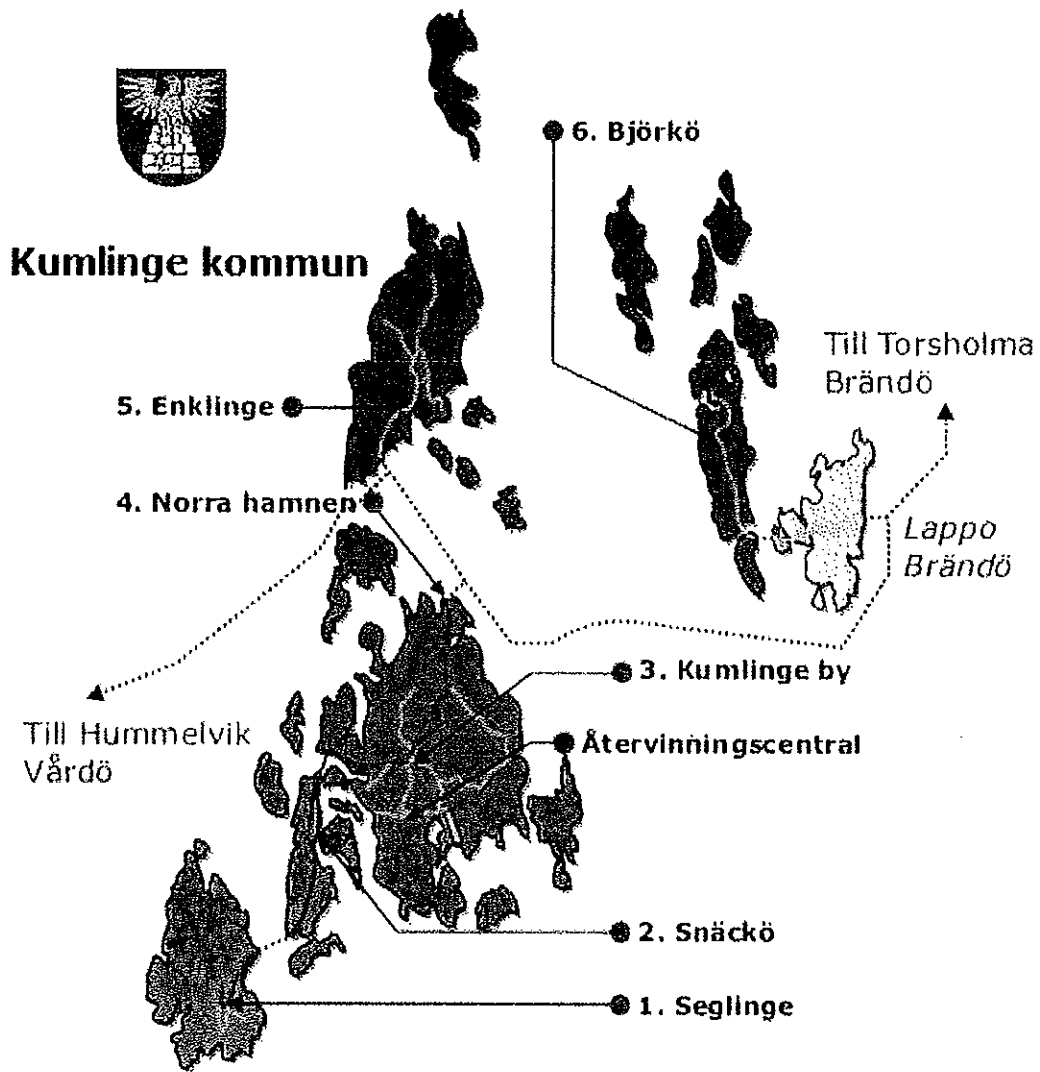 6. Björkö
Kumlinge kommun
Till Torsholma
Brändö
5. Enklinge
4. Norra hamnen
Lappo
Brändö
3. Kumlinge by
Till Hummelvik
Vårdö
Återvinningscentral
2. Snäckö
1. Seglinge